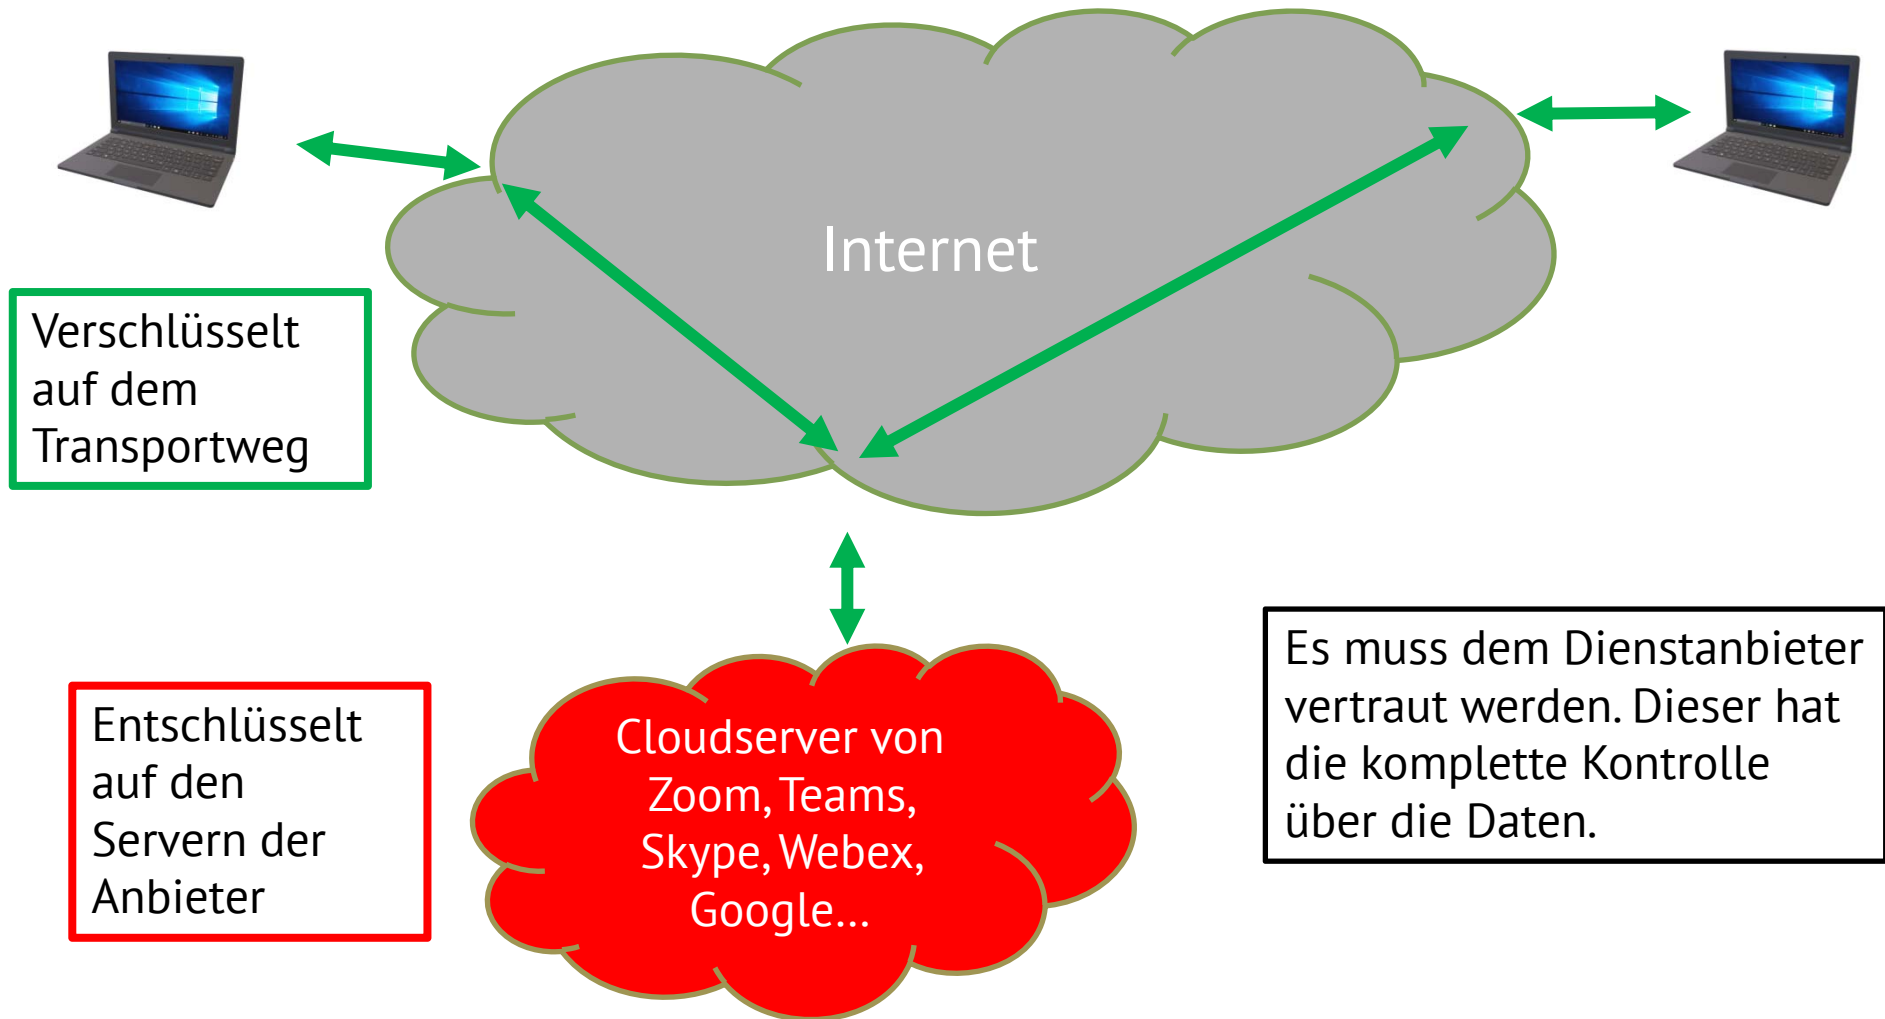 Internet
Verschlüsselt
auf dem
Transportweg
Entschlüsselt
auf den
Servern der
Anbieter
Cloudserver von
Zoom, Teams,
Skype, Webex,
Google...
Es muss dem Dienstanbieter
vertraut werden. Dieser hat
die komplette Kontrolle
über die Daten.